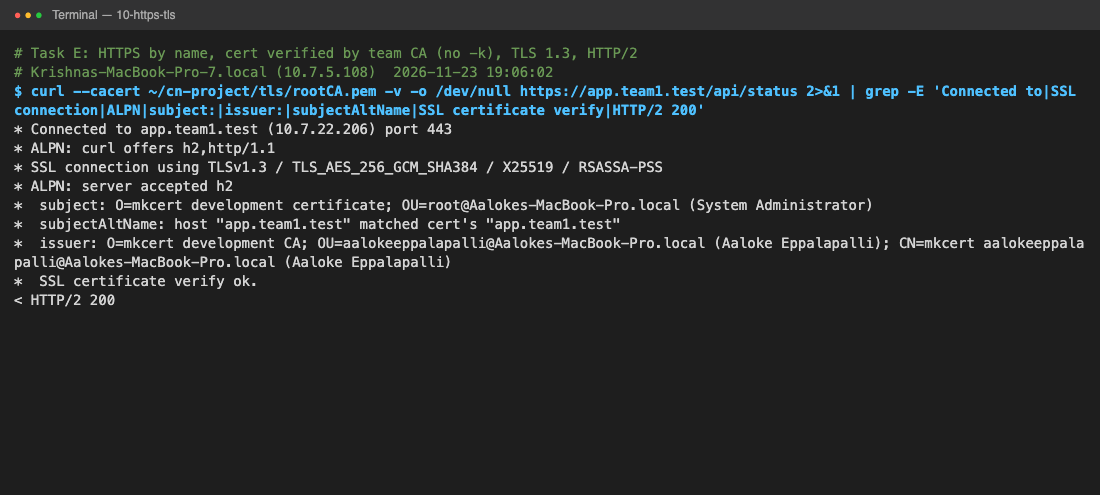 Terminal — 10-https-tls
# Task E: HTTPS by name, cert verified by team CA (no -k), TLS 1.3, HTTP/2
# Krishnas-MacBook-Pro-7.local (10.7.5.108)  2026-11-23 19:06:02
$ curl --cacert ~/cn-project/tls/rootCA.pem -v -o /dev/null https://app.team1.test/api/status 2>&1 | grep -E 'Connected to|SSL
connection|ALPN|subject:|issuer:|subjectAltName|SSL certificate verify|HTTP/2 200'
* Connected to app.team1.test (10.7.22.206) port 443
* ALPN: curl offers h2,http/1.1
* SSL connection using TLSv1.3 / TLS_AES_256_GCM_SHA384 / X25519 / RSASSA-PSS
* ALPN: server accepted h2
*  subject: O=mkcert development certificate; OU=root@Aalokes-MacBook-Pro.local (System Administrator)
*  subjectAltName: host "app.team1.test" matched cert's "app.team1.test"
*  issuer: O=mkcert development CA; OU=aalokeeppalapalli@Aalokes-MacBook-Pro.local (Aaloke Eppalapalli); CN=mkcert aalokeeppala
palli@Aalokes-MacBook-Pro.local (Aaloke Eppalapalli)
*  SSL certificate verify ok.
< HTTP/2 200